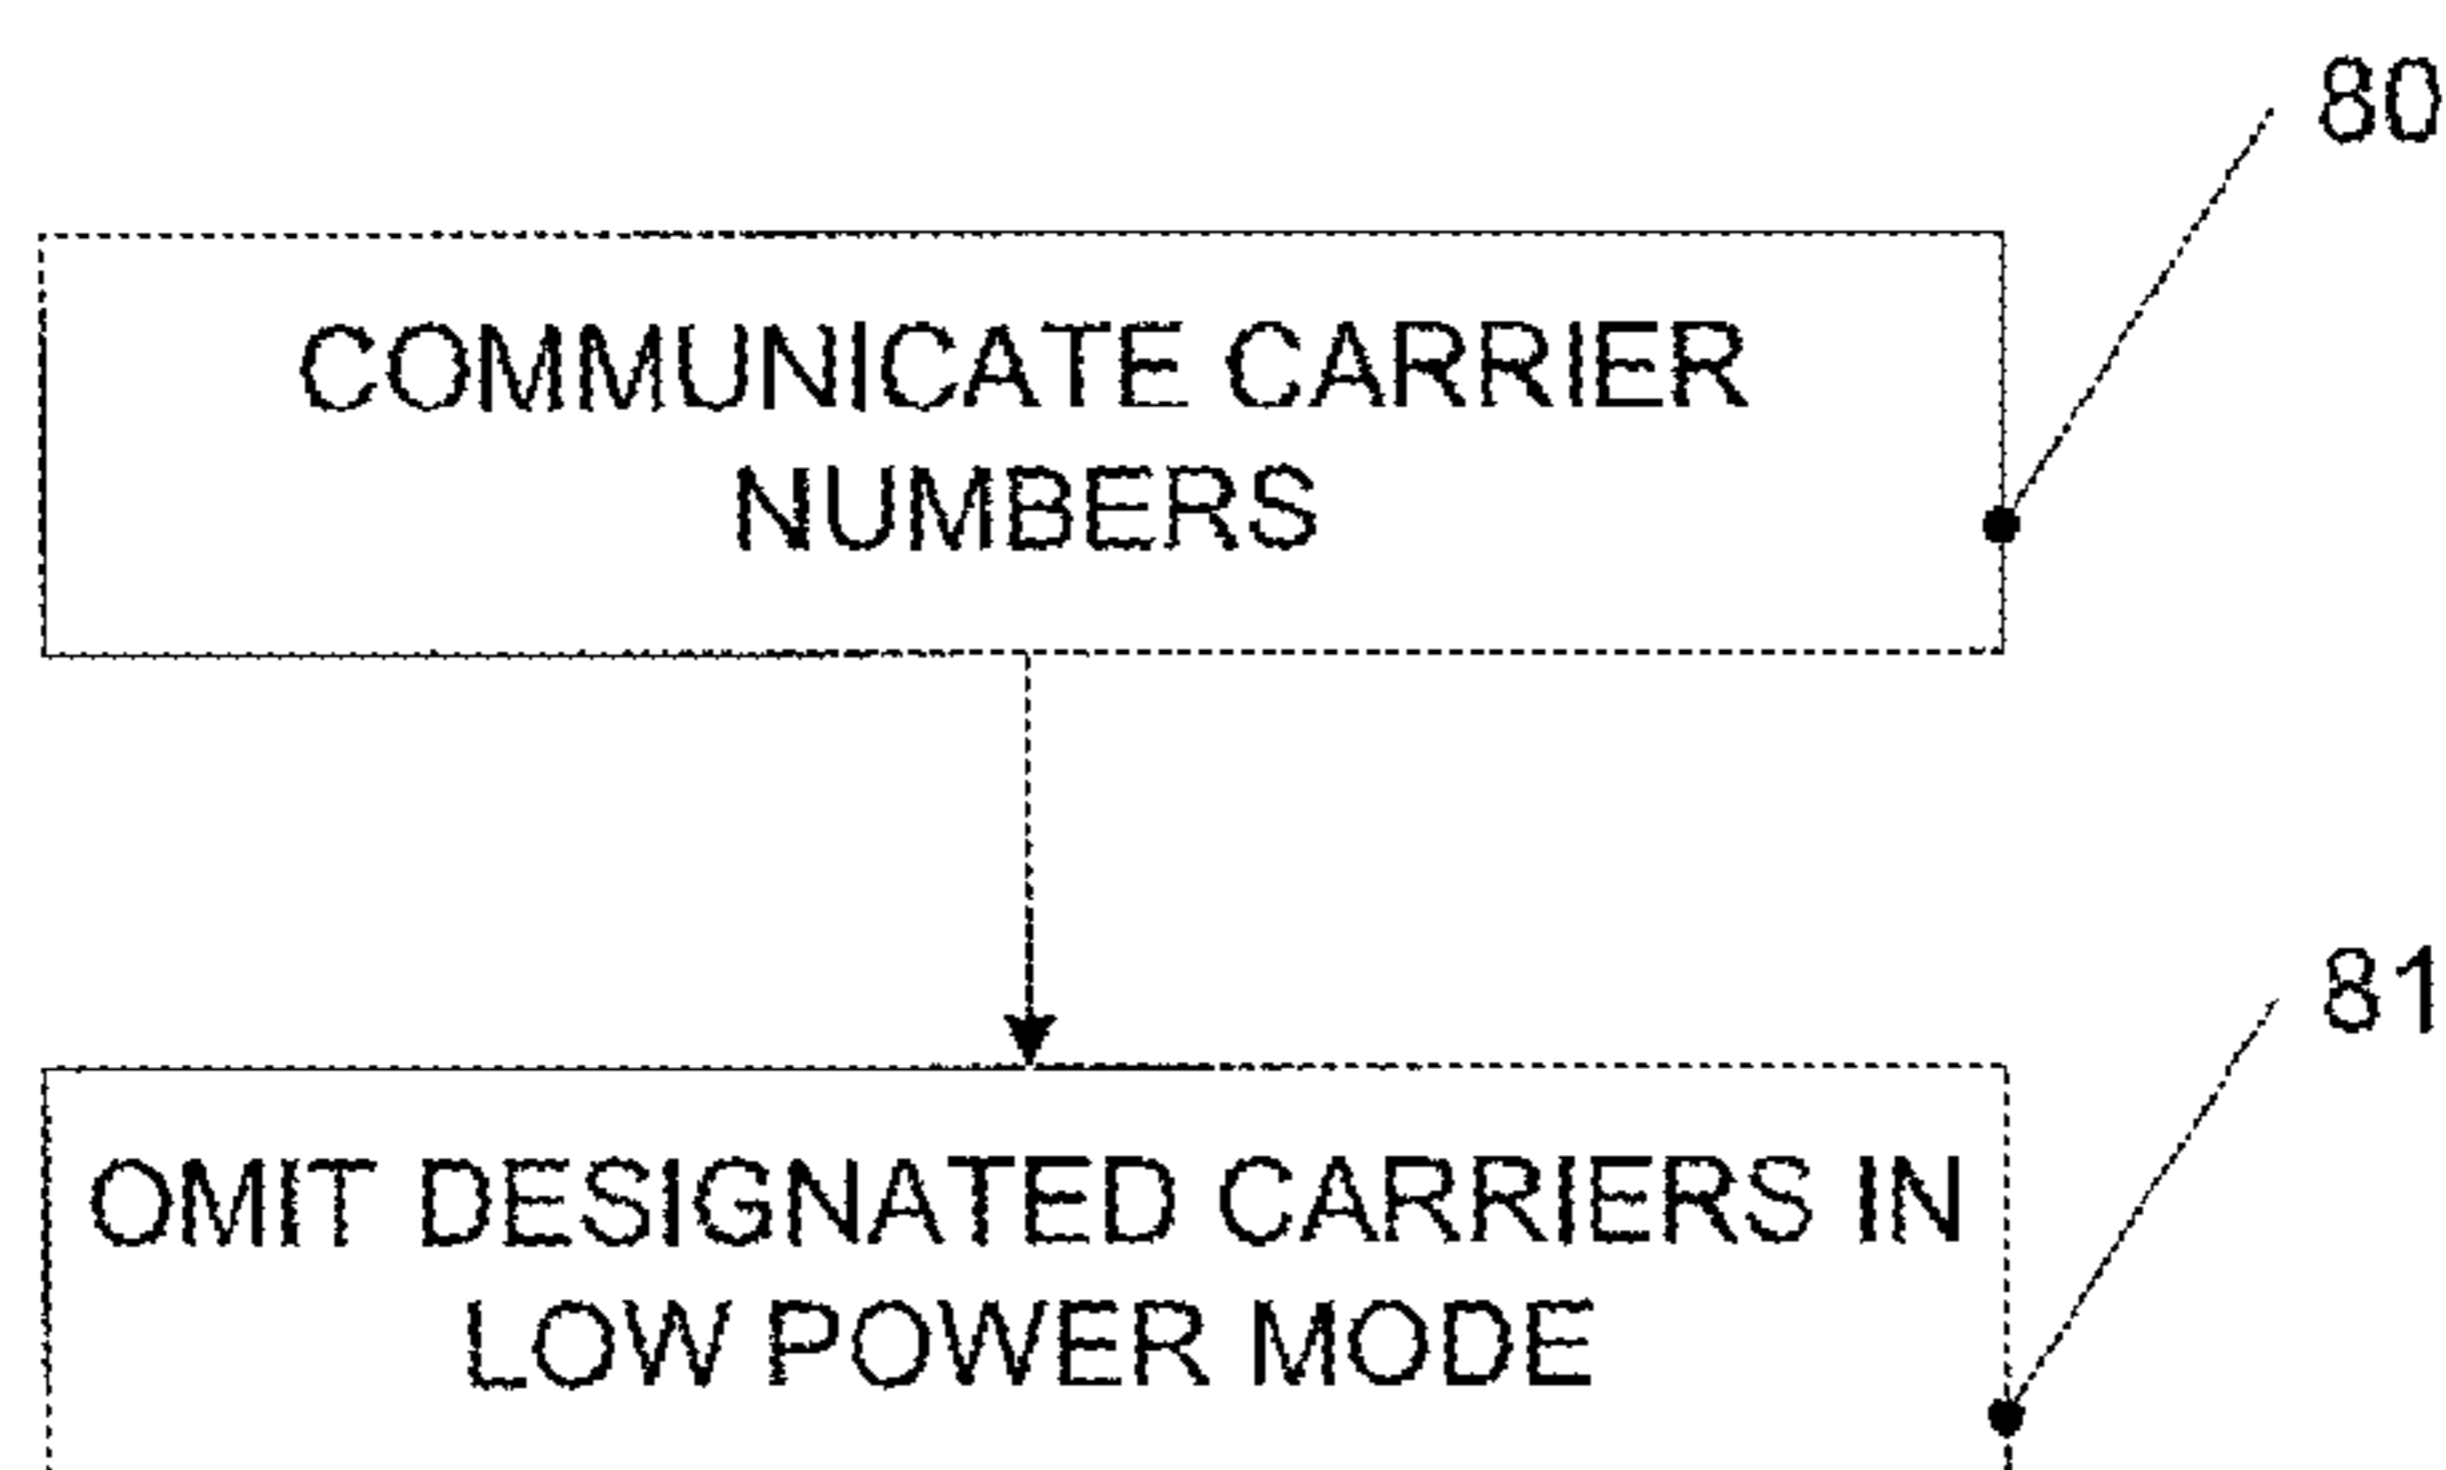 80
COMMUNICATE CARRIER
NUMBERS
81
OMIT DESIGNATED CARRIERS IN
LOW POWER MODE